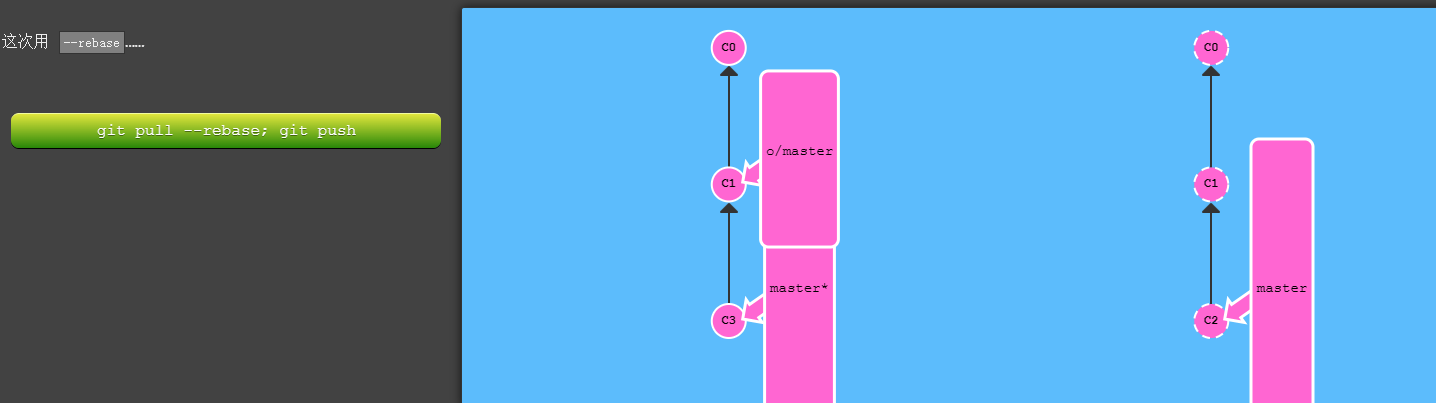 这次用 --rebase……
git pull --rebase; git push
C0
o/master
C1
master*
C3
C0
C1
master
C2